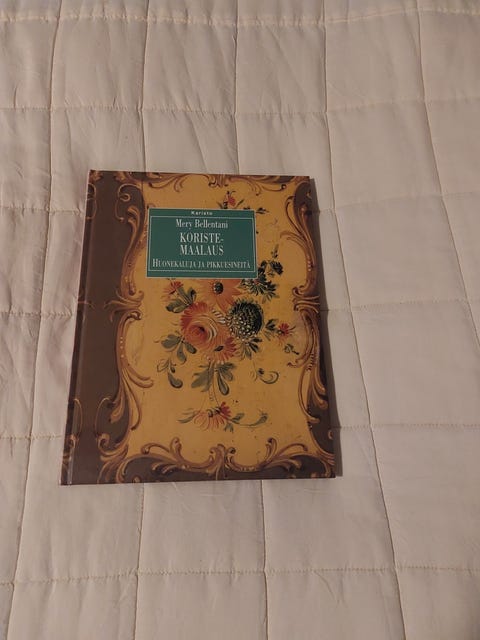 Karisto
Mery Bellentani
KORISTE-
MAALAUS
HUONEKALUJA JA PIKKUESINEITÄ